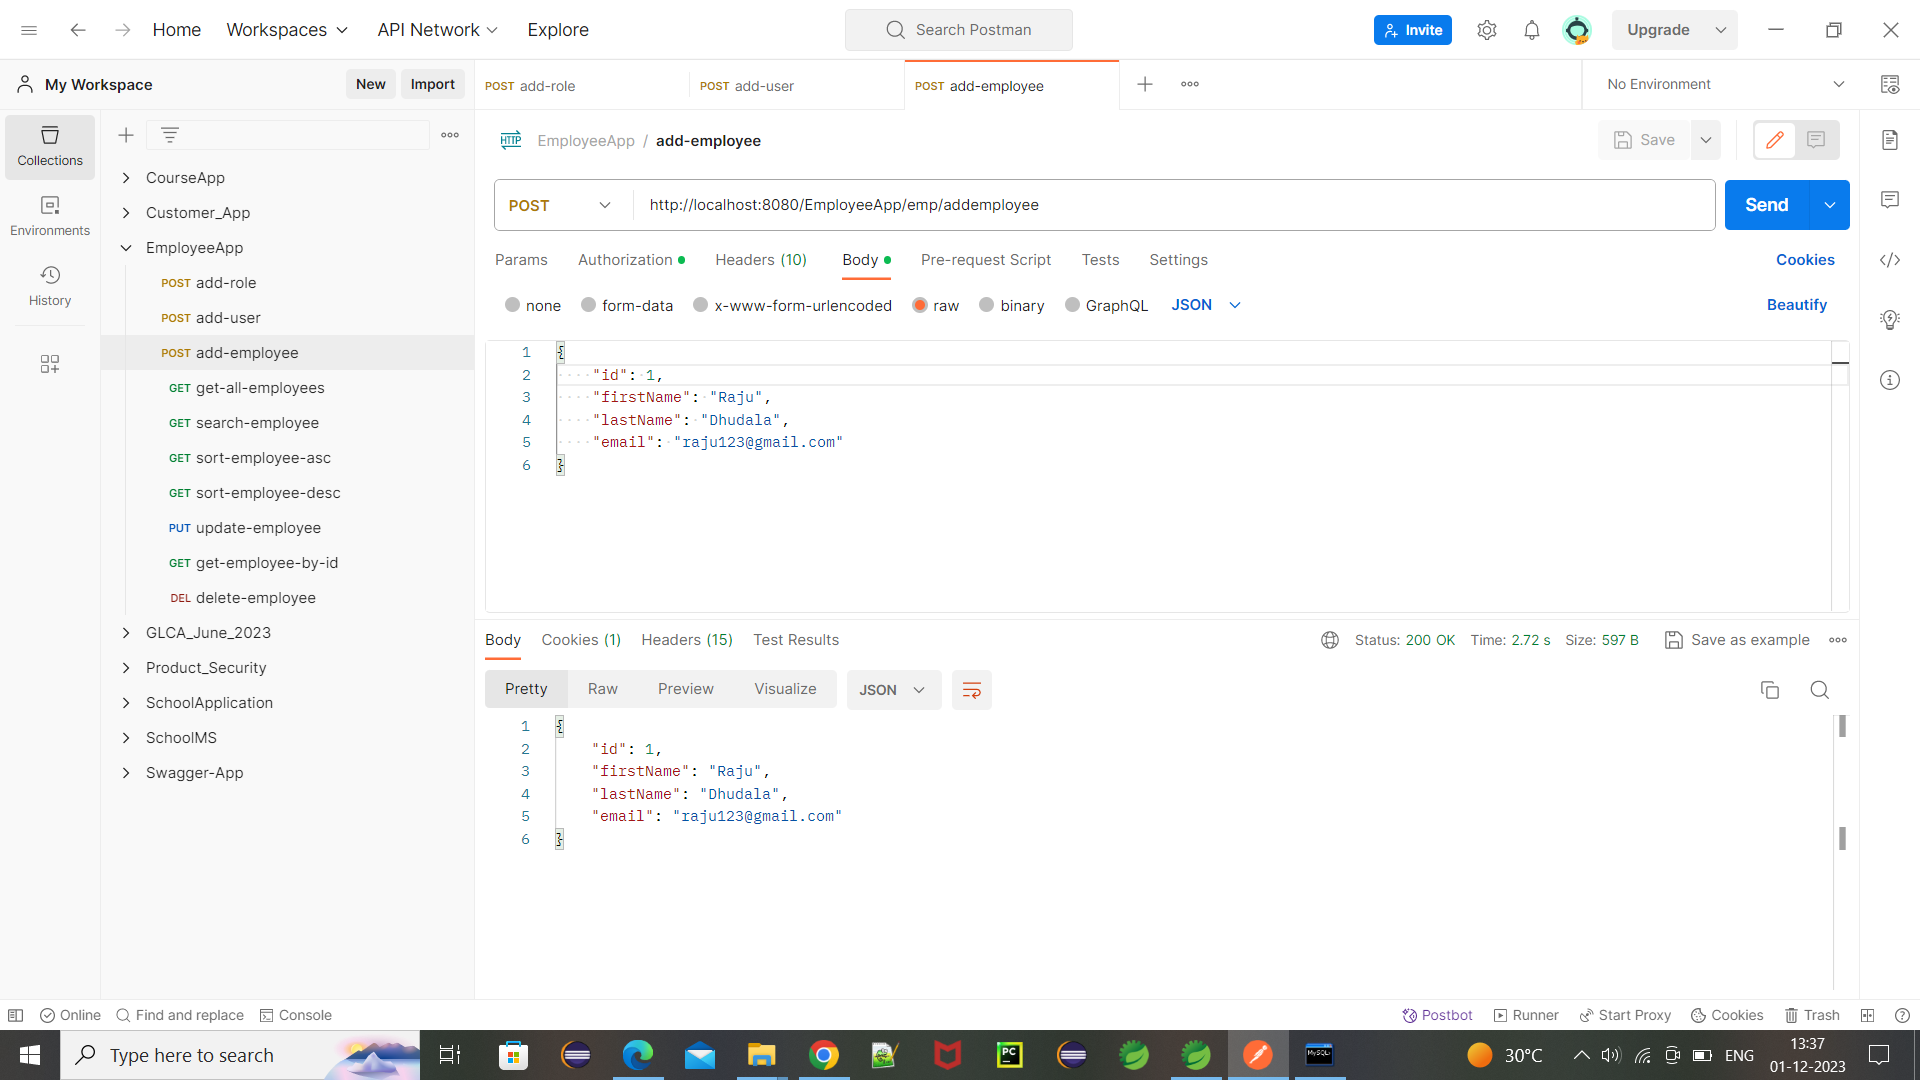 Home Workspaces API Network Explore Search Postman Invite Upgrade
My Workspace New Import POST add-role POST add-user POST add-employee No Environment
Collections
Environments
History
CourseApp
Customer_App
EmployeeApp
POST add-role
POST add-user
POST add-employee
GET get-all-employees
GET search-employee
GET sort-employee-asc
GET sort-employee-desc
PUT update-employee
GET get-employee-by-id
DEL delete-employee
GLCA_June_2023
Product_Security
SchoolApplication
SchoolMS
Swagger-App
HTTP EmployeeApp / add-employee Save
POST http://localhost:8080/EmployeeApp/emp/addemployee Send
Params Authorization Headers (10) Body Pre-request Script Tests Settings Cookies
none form-data x-www-form-urlencoded raw binary GraphQL JSON Beautify
1 {
2 "id": 1,
3 "firstName": "Raju",
4 "lastName": "Dhudala",
5 "email": "raju123@gmail.com"
6 }
Body Cookies (1) Headers (15) Test Results Status: 200 OK Time: 2.72 s Size: 597 B Save as example
Pretty Raw Preview Visualize JSON
1 {
2 "id": 1,
3 "firstName": "Raju",
4 "lastName": "Dhudala",
5 "email": "raju123@gmail.com"
6 }
Online Find and replace Console Postbot Runner Start Proxy Cookies Trash
Type here to search PC MySQL 30°C ENG 13:37
01-12-2023